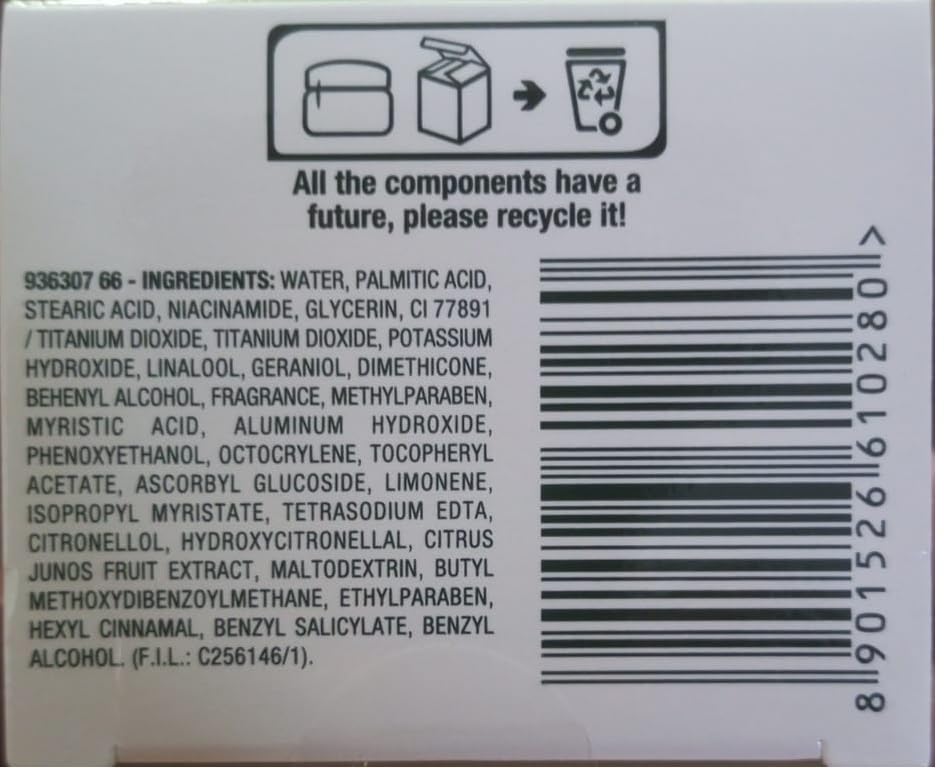 All the components have a
future, please recycle it!
936307 66 - INGREDIENTS: WATER, PALMITIC ACID,
STEARIC ACID, NIACINAMIDE, GLYCERIN, CI 77891
/ TITANIUM DIOXIDE, TITANIUM DIOXIDE, POTASSIUM
HYDROXIDE, LINALOOL, GERANIOL, DIMETHICONE,
BEHENYL ALCOHOL, FRAGRANCE, METHYLPARABEN,
MYRISTIC ACID, ALUMINUM HYDROXIDE,
PHENOXYETHANOL, OCTOCRYLENE, TOCOPHERYL
ACETATE, ASCORBYL GLUCOSIDE, LIMONENE,
ISOPROPYL MYRISTATE, TETRASODIUM EDTA,
CITRONELLOL, HYDROXYCITRONELLAL, CITRUS
JUNOS FRUIT EXTRACT, MALTODEXTRIN, BUTYL
METHOXYDIBENZOYLMETHANE, ETHYLPARABEN,
HEXYL CINNAMAL, BENZYL SALICYLATE, BENZYL
ALCOHOL. (F.I.L.: C256146/1).
8 901526 610280 >